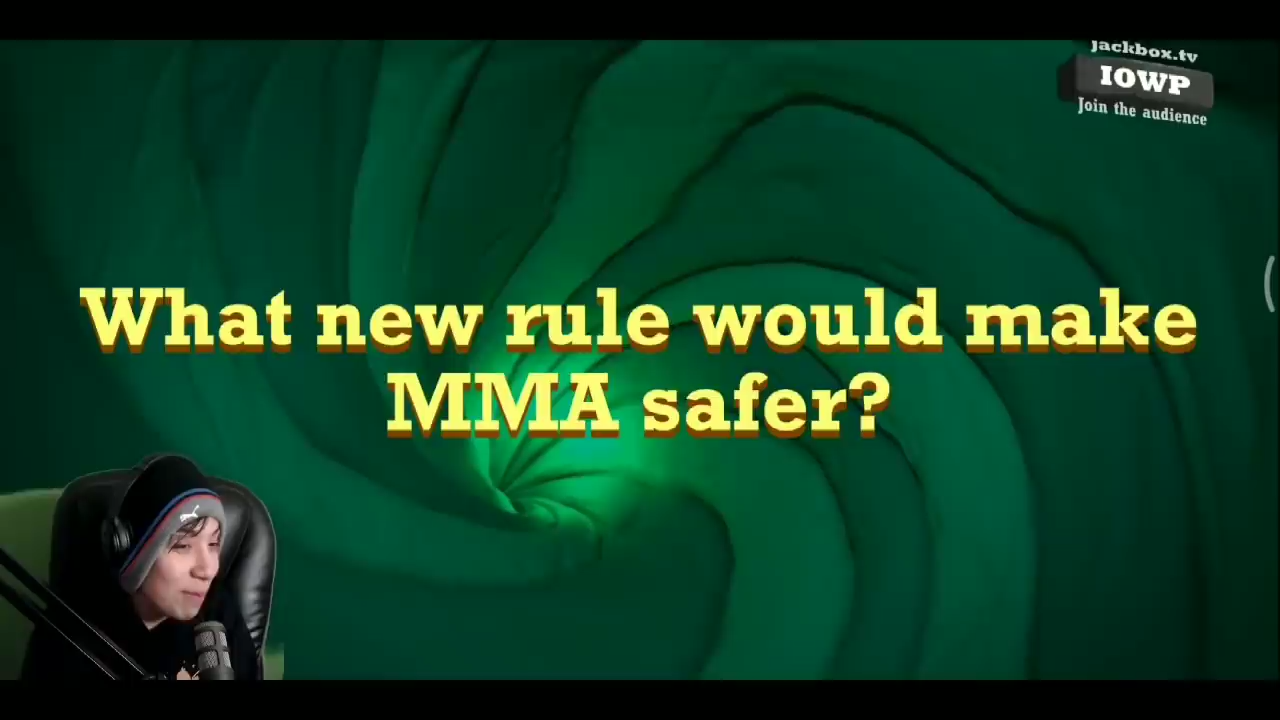 jackbox.tv
IOWP
Join the audience
What new rule would make
MMA safer?